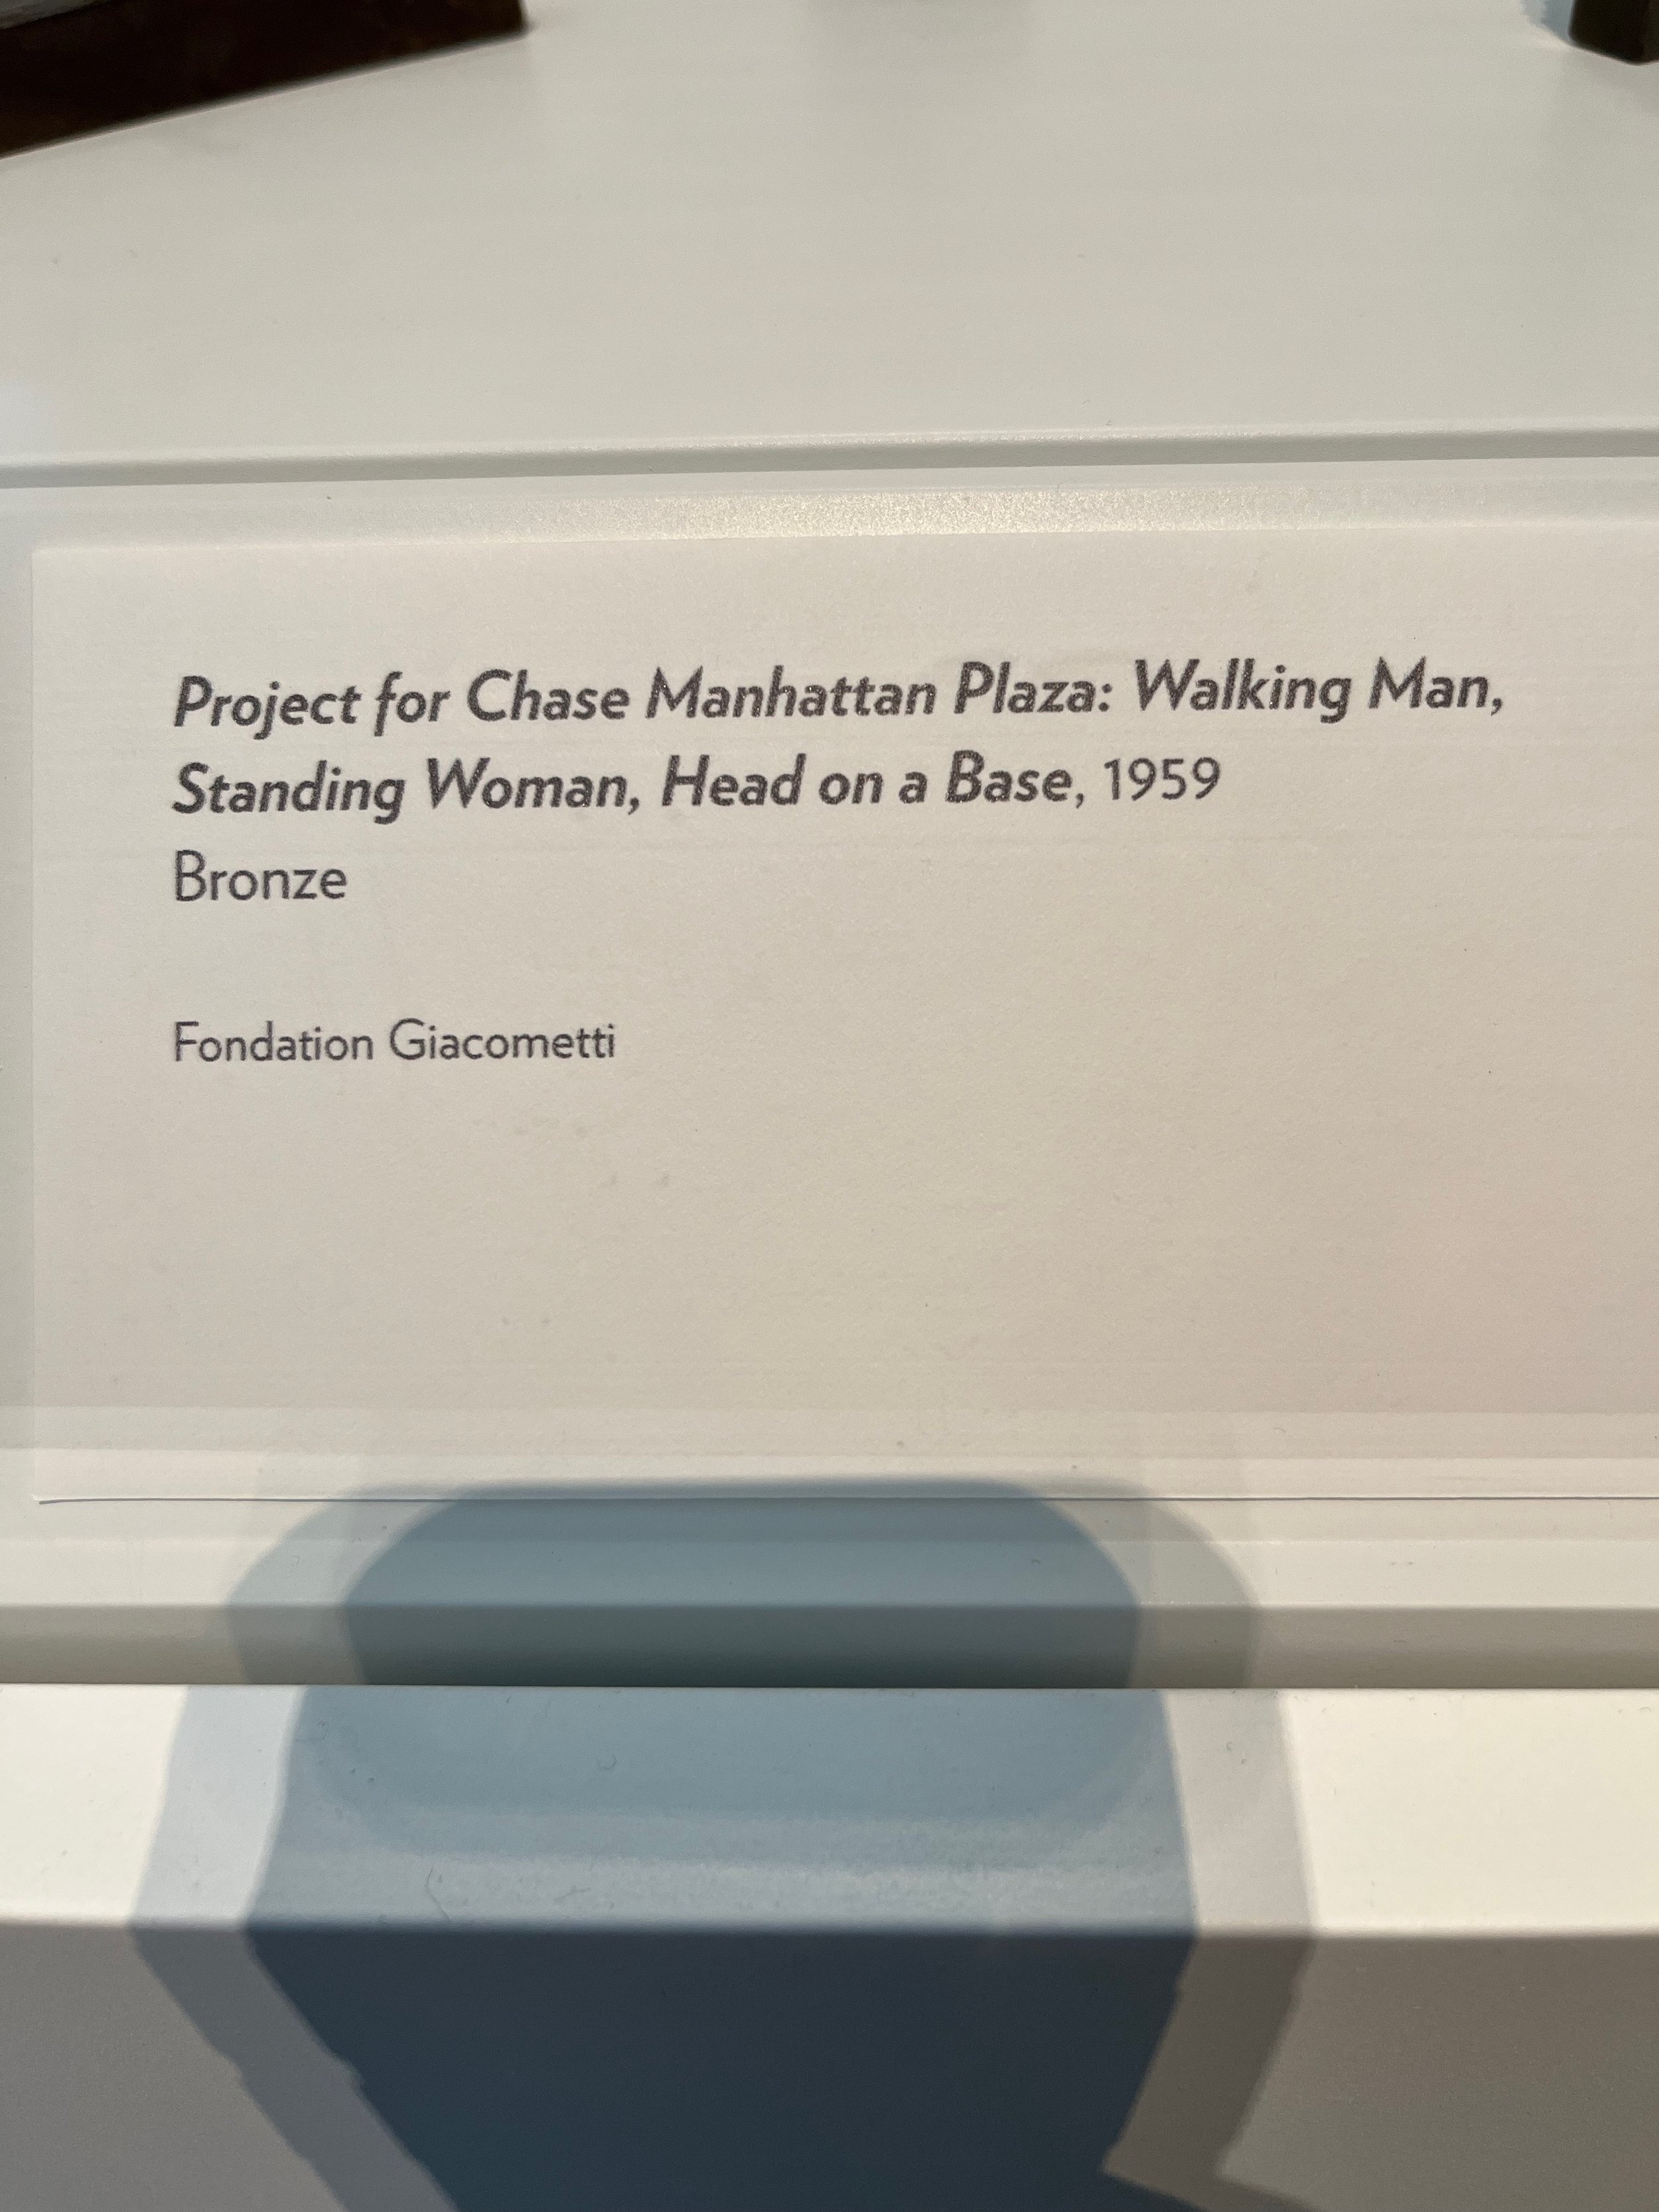 Project for Chase Manhattan Plaza: Walking Man,
Standing Woman, Head on a Base, 1959
Bronze
Fondation Giacometti